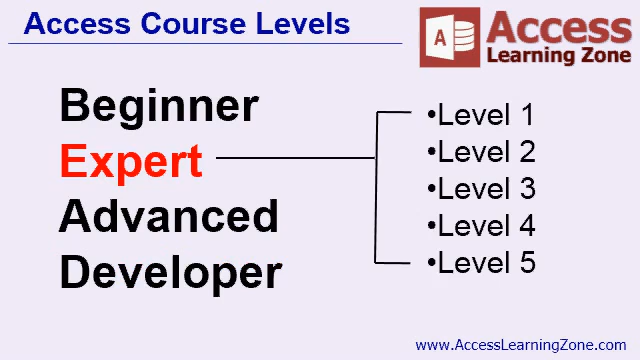 Access Course Levels
A
Access
Learning Zone
Beginner
Expert
Advanced
Developer
•Level 1
•Level 2
•Level 3
•Level 4
•Level 5
www.AccessLearningZone.com